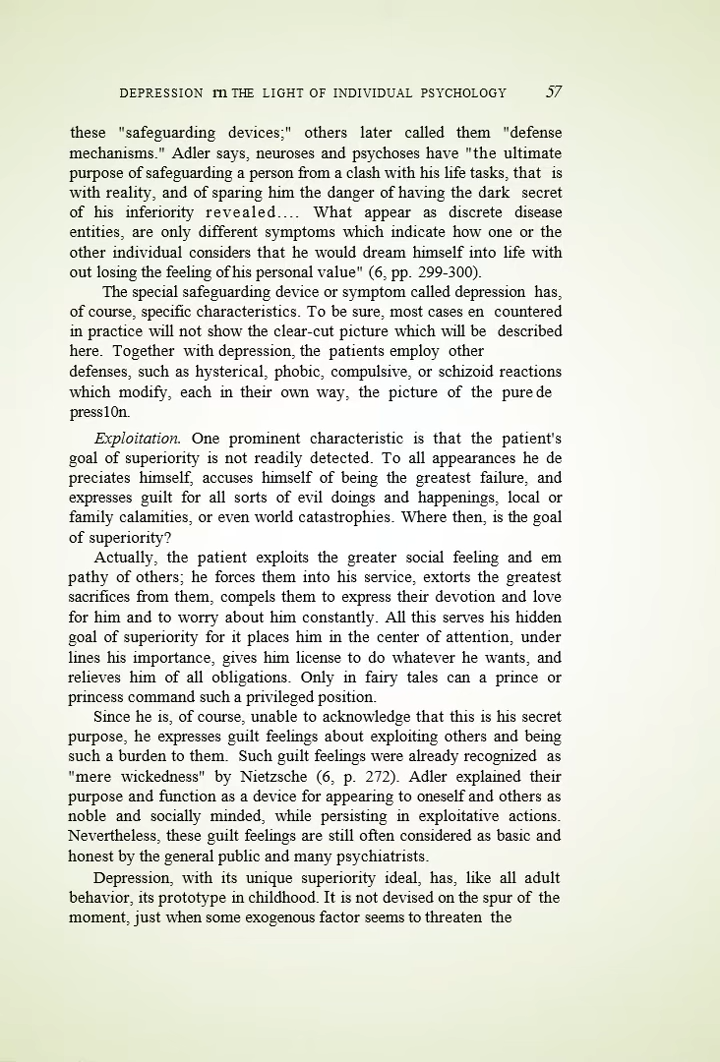 DEPRESSION rn THE LIGHT OF INDIVIDUAL PSYCHOLOGY 57
these "safeguarding devices;" others later called them "defense
mechanisms." Adler says, neuroses and psychoses have "the ultimate
purpose of safeguarding a person from a clash with his life tasks, that is
with reality, and of sparing him the danger of having the dark secret
of his inferiority revealed.... What appear as discrete disease
entities, are only different symptoms which indicate how one or the
other individual considers that he would dream himself into life with
out losing the feeling of his personal value" (6, pp. 299-300).
The special safeguarding device or symptom called depression has,
of course, specific characteristics. To be sure, most cases en countered
in practice will not show the clear-cut picture which will be described
here. Together with depression, the patients employ other
defenses, such as hysterical, phobic, compulsive, or schizoid reactions
which modify, each in their own way, the picture of the pure de
press10n.
Exploitation. One prominent characteristic is that the patient's
goal of superiority is not readily detected. To all appearances he de
preciates himself, accuses himself of being the greatest failure, and
expresses guilt for all sorts of evil doings and happenings, local or
family calamities, or even world catastrophies. Where then, is the goal
of superiority?
Actually, the patient exploits the greater social feeling and em
pathy of others; he forces them into his service, extorts the greatest
sacrifices from them, compels them to express their devotion and love
for him and to worry about him constantly. All this serves his hidden
goal of superiority for it places him in the center of attention, under
lines his importance, gives him license to do whatever he wants, and
relieves him of all obligations. Only in fairy tales can a prince or
princess command such a privileged position.
Since he is, of course, unable to acknowledge that this is his secret
purpose, he expresses guilt feelings about exploiting others and being
such a burden to them. Such guilt feelings were already recognized as
"mere wickedness" by Nietzsche (6, p. 272). Adler explained their
purpose and function as a device for appearing to oneself and others as
noble and socially minded, while persisting in exploitative actions.
Nevertheless, these guilt feelings are still often considered as basic and
honest by the general public and many psychiatrists.
Depression, with its unique superiority ideal, has, like all adult
behavior, its prototype in childhood. It is not devised on the spur of the
moment, just when some exogenous factor seems to threaten the